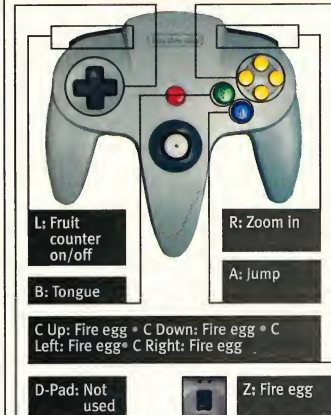 L: Fruit
counter
on/off
R: Zoom in
B: Tongue
A: Jump
C Up: Fire egg • C Down: Fire egg • C
Left: Fire egg• C Right: Fire egg
D-Pad: Not
used
Z: Fire egg